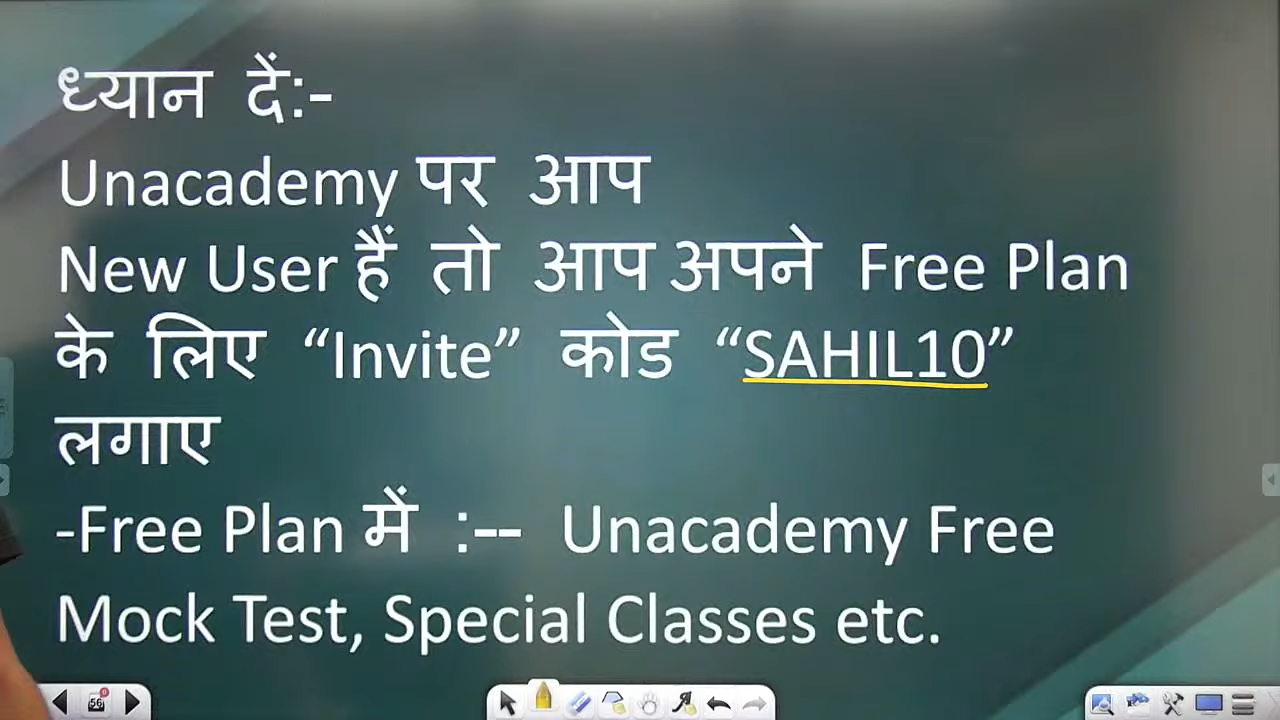 ध्यान दें:-
Unacademy पर आप
New User हैं तो आप अपने Free Plan
के लिए “Invite” कोड “SAHIL10”
लगाए
-Free Plan में :-- Unacademy Free
Mock Test, Special Classes etc.
56